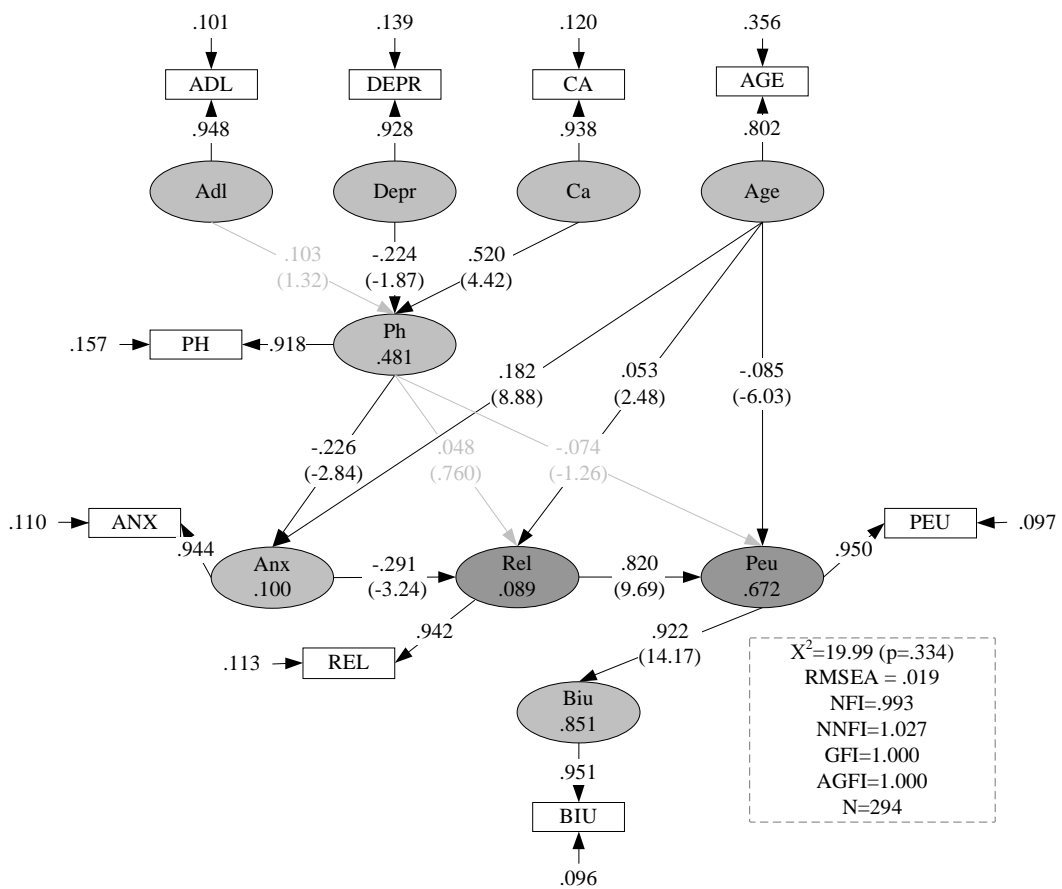 .101
.139
.120
.356
ADL
DEPR
CA
AGE
.948
.928
.938
.802
Adl
Depr
Ca
Age
.103
(1.32)
-.224
(-1.87)
.520
(4.42)
.157
PH
.918
Ph
.481
.182
(8.88)
.053
(2.48)
-.085
(-6.03)
-.226
(-2.84)
.048
(.760)
-.074
(-1.26)
.110
ANX
.944
PEU
.097
.950
Anx
.100
-.291
(-3.24)
Rel
.089
.820
(9.69)
Peu
.672
.942
.113
REL
.922
(14.17)
Biu
.851
.951
BIU
.096
X²=19.99 (p=.334)
RMSEA = .019
NFI=.993
NNFI=1.027
GFI=1.000
AGFI=1.000
N=294